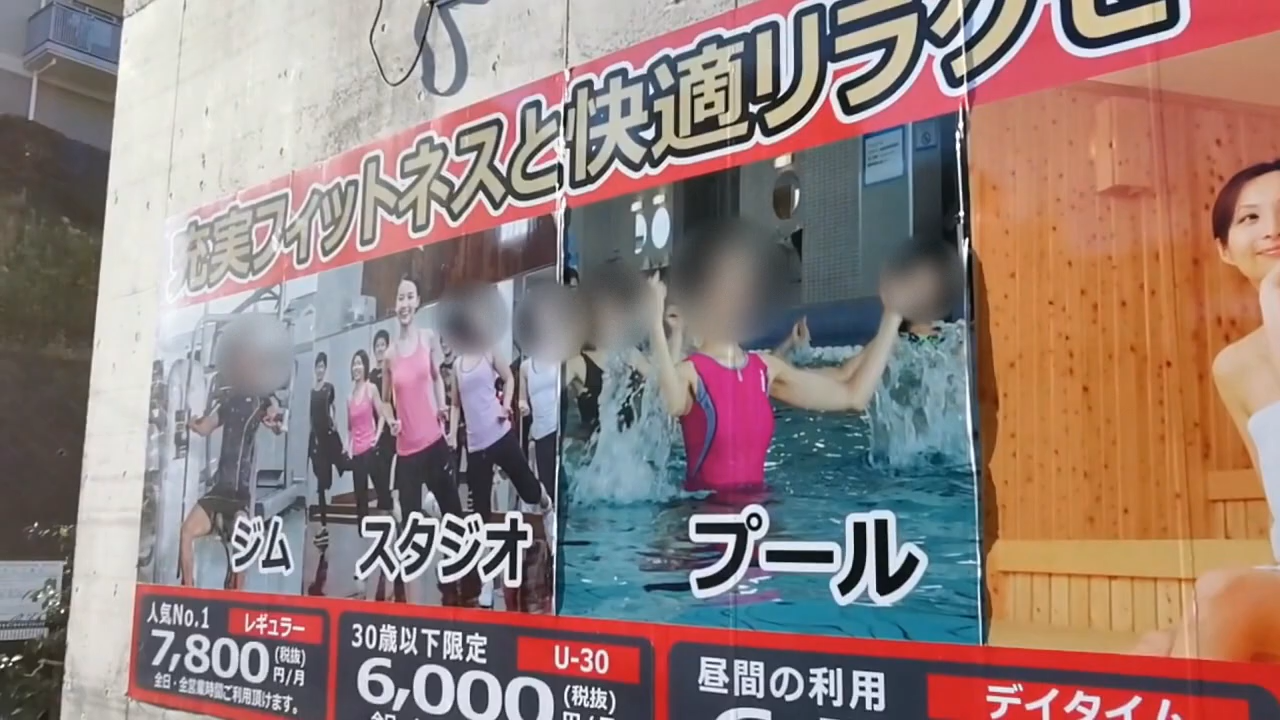 充実フィットネスと快適リラクゼ
ジム
スタジオ
プール
人気No.1 レギュラー
7,800 (税抜) 円/月
全日・全営業時間ご利用頂けます。
30歳以下限定 U-30
6,000 (税抜) 円/月
昼間の利用 デイタイム